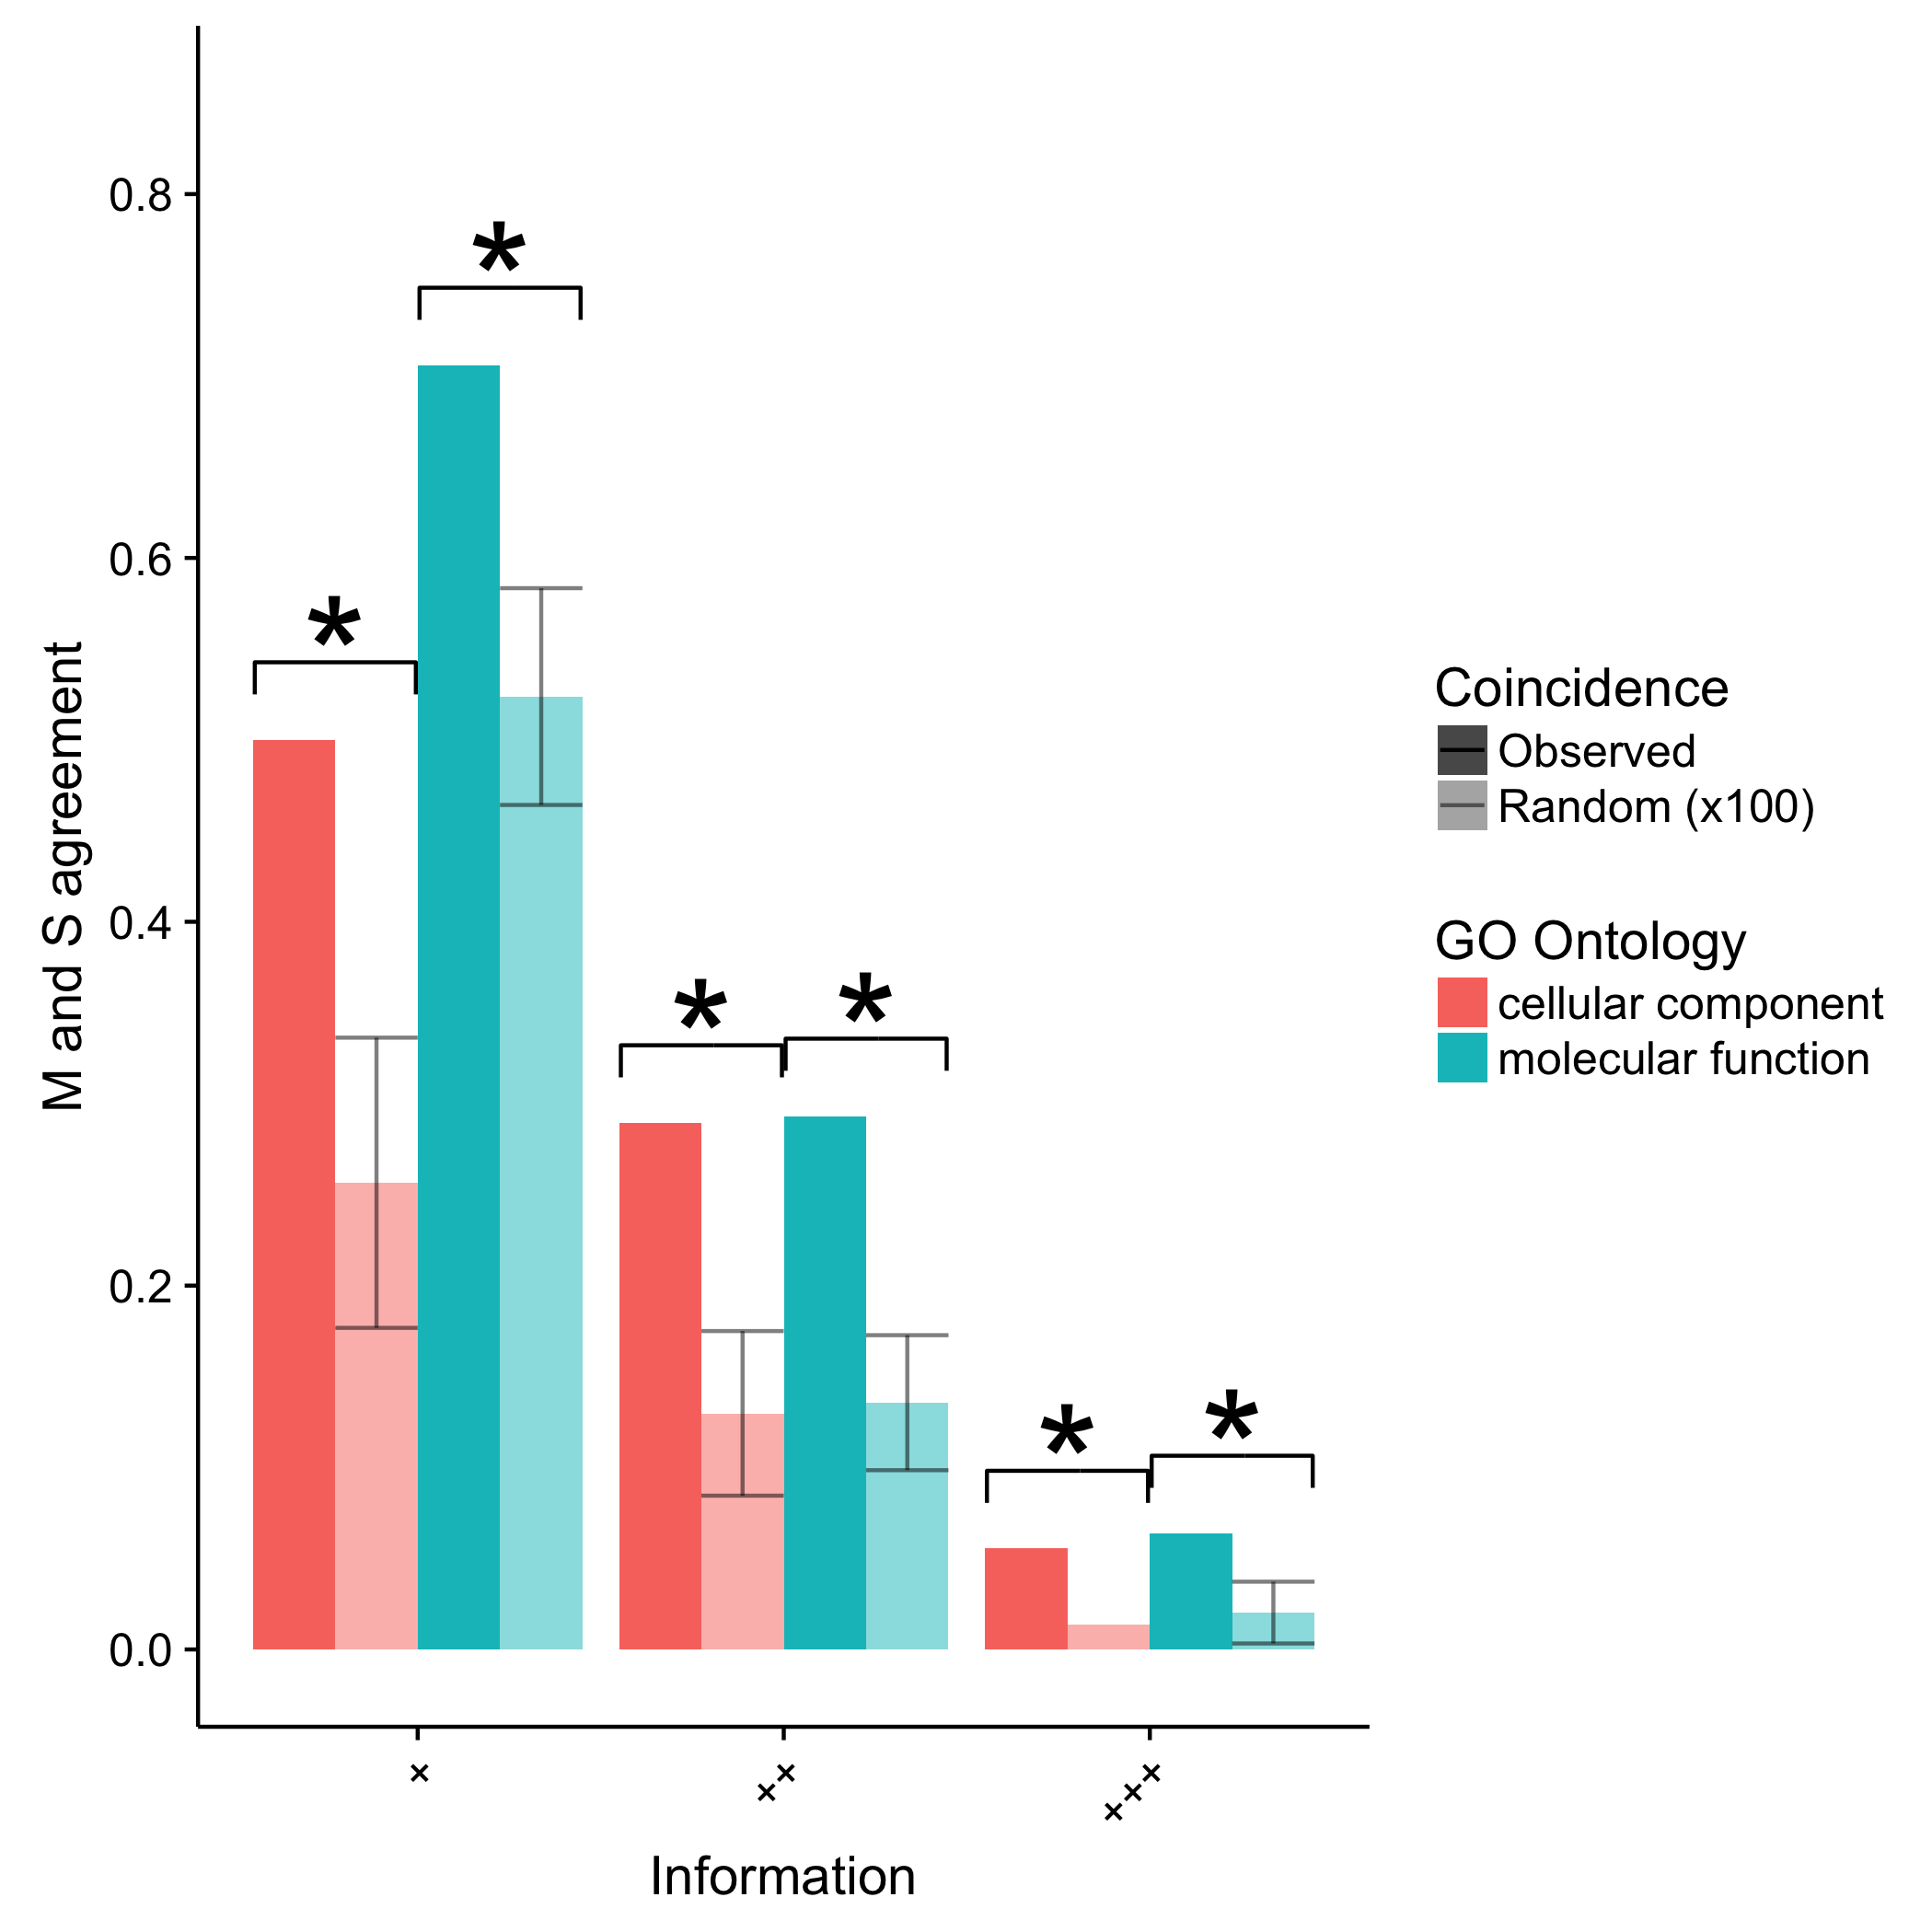 M and S agreement
0.8
0.6
0.4
0.2
0.0
*
*
*
*
*
*
+
++
+++
Information
Coincidence
Observed
Random (x100)
GO Ontology
cellular component
molecular function